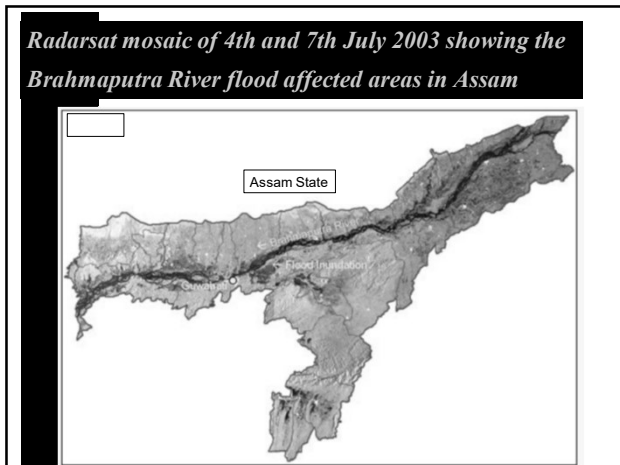 Radarsat mosaic of 4th and 7th July 2003 showing the
Brahmaputra River flood affected areas in Assam
Assam State
Flood Inundation
Guwahati